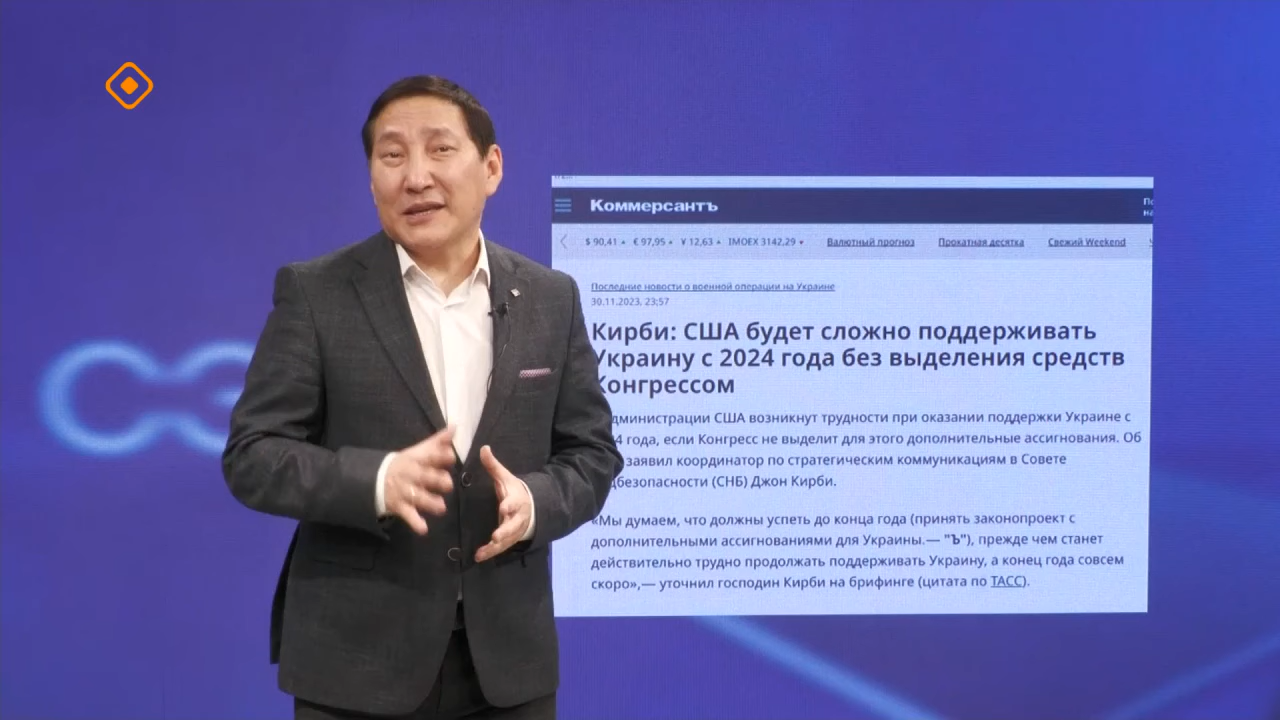 СЭ
Коммерсантъ
$ 90,41 € 97,95 ¥ 12,63 IMOEX 3142,29 Валютный прогноз Прокатная десятка Свежий Weekend
Последние новости о военной операции на Украине
30.11.2023, 23:57
Кирби: США будет сложно поддерживать
Украину с 2024 года без выделения средств
Конгрессом
дминистрации США возникнут трудности при оказании поддержки Украине с
4 года, если Конгресс не выделит для этого дополнительные ассигнования. Об
заявил координатор по стратегическим коммуникациям в Совете
дбезопасности (СНБ) Джон Кирби.
«Мы думаем, что должны успеть до конца года (принять законопроект с
дополнительными ассигнованиями для Украины.— "Ъ"), прежде чем станет
действительно трудно продолжать поддерживать Украину, а конец года совсем
скоро»,— уточнил господин Кирби на брифинге (цитата по ТАСС).